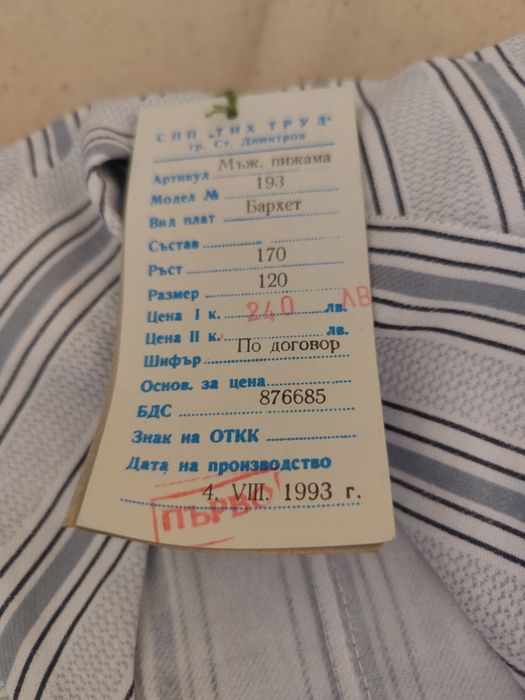 СПП „ТИХ ТРУД"
гр. Ст. Димитров
Артикул Мъж. пижама
Модел № 193
Вид плат Бархет
Състав
Ръст 170
Размер 120
Цена I к. 240 лв. ЛВ
Цена II к. лв.
Шифър По договор
Основ. за цена
БДС 876685
Знак на ОТКК
Дата на производство
4. VIII. 1993 г.
ПЪРВО